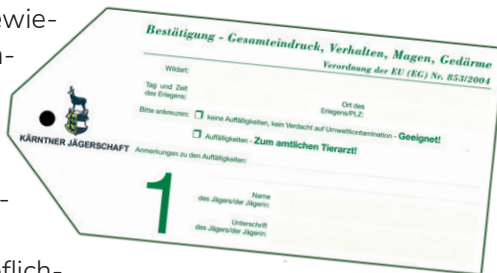 ewie-
-
Bestätigung - Gesamteindruck, Verhalten, Magen, Gedärme
Verordnung der EU (EG) Nr. 853/2004
Wildart:
Tag und Zeit
des Erlegens:
Ort des
Erlegens/PLZ:
Bitte ankreuzen: keine Auffälligkeiten, kein Verdacht auf Umweltkontamination - Geeignet!
Auffälligkeiten - Zum amtlichen Tierarzt!
KÄRNTNER JÄGERSCHAFT
Anmerkungen zu den Auffälligkeiten:
1
Name
des Jägers/der Jägerin:
Unterschrift
des Jägers/der Jägerin:
-
flich-